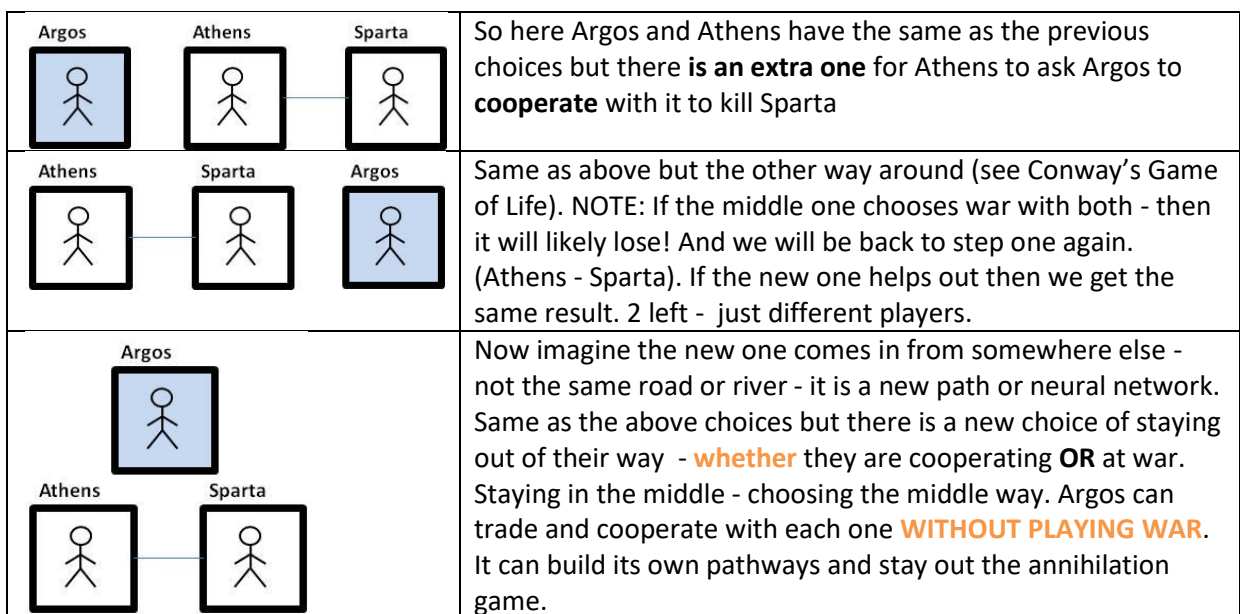 Argos Athens Sparta
So here Argos and Athens have the same as the previous
choices but there is an extra one for Athens to ask Argos to
cooperate with it to kill Sparta
Athens Sparta Argos
Same as above but the other way around (see Conway’s Game
of Life). NOTE: If the middle one chooses war with both - then
it will likely lose! And we will be back to step one again.
(Athens - Sparta). If the new one helps out then we get the
same result. 2 left - just different players.
Argos
Athens Sparta
Now imagine the new one comes in from somewhere else -
not the same road or river - it is a new path or neural network.
Same as the above choices but there is a new choice of staying
out of their way - whether they are cooperating OR at war.
Staying in the middle - choosing the middle way. Argos can
trade and cooperate with each one WITHOUT PLAYING WAR.
It can build its own pathways and stay out the annihilation
game.